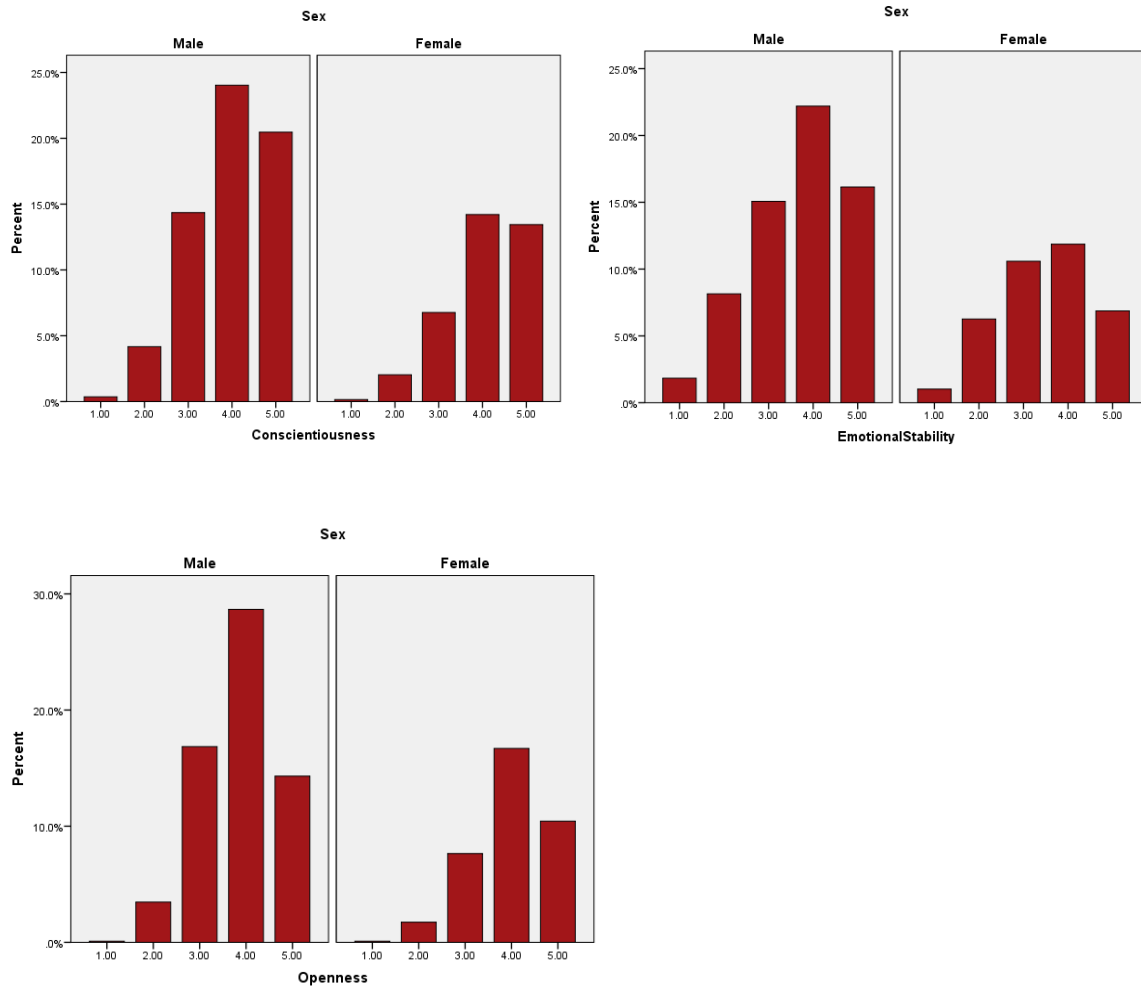 Sex
Male Female
25.0%
20.0%
15.0%
10.0%
5.0%
.0%
Percent
1.00 2.00 3.00 4.00 5.00 1.00 2.00 3.00 4.00 5.00
Conscientiousness
Sex
Male Female
25.0%
20.0%
15.0%
10.0%
5.0%
.0%
Percent
1.00 2.00 3.00 4.00 5.00 1.00 2.00 3.00 4.00 5.00
EmotionalStability
Sex
Male Female
30.0%
20.0%
10.0%
.0%
Percent
1.00 2.00 3.00 4.00 5.00 1.00 2.00 3.00 4.00 5.00
Openness